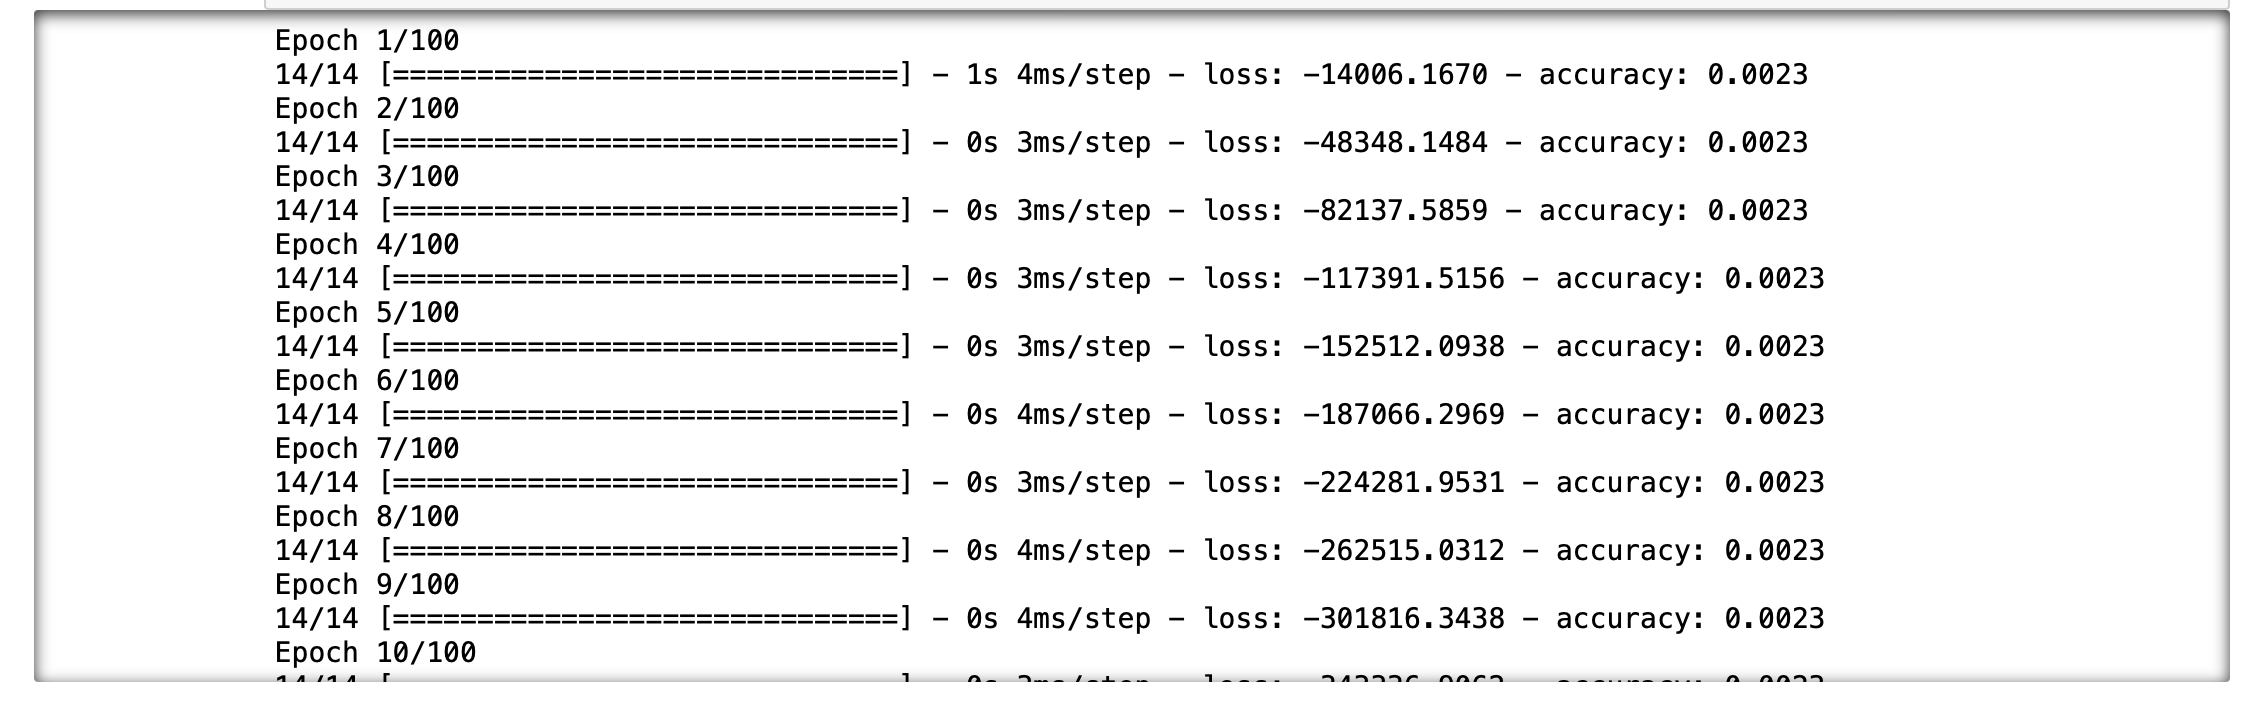 Epoch 1/100
14/14 [==============================] - 1s 4ms/step - loss: -14006.1670 - accuracy: 0.0023
Epoch 2/100
14/14 [==============================] - 0s 3ms/step - loss: -48348.1484 - accuracy: 0.0023
Epoch 3/100
14/14 [==============================] - 0s 3ms/step - loss: -82137.5859 - accuracy: 0.0023
Epoch 4/100
14/14 [==============================] - 0s 3ms/step - loss: -117391.5156 - accuracy: 0.0023
Epoch 5/100
14/14 [==============================] - 0s 3ms/step - loss: -152512.0938 - accuracy: 0.0023
Epoch 6/100
14/14 [==============================] - 0s 4ms/step - loss: -187066.2969 - accuracy: 0.0023
Epoch 7/100
14/14 [==============================] - 0s 3ms/step - loss: -224281.9531 - accuracy: 0.0023
Epoch 8/100
14/14 [==============================] - 0s 4ms/step - loss: -262515.0312 - accuracy: 0.0023
Epoch 9/100
14/14 [==============================] - 0s 4ms/step - loss: -301816.3438 - accuracy: 0.0023
Epoch 10/100